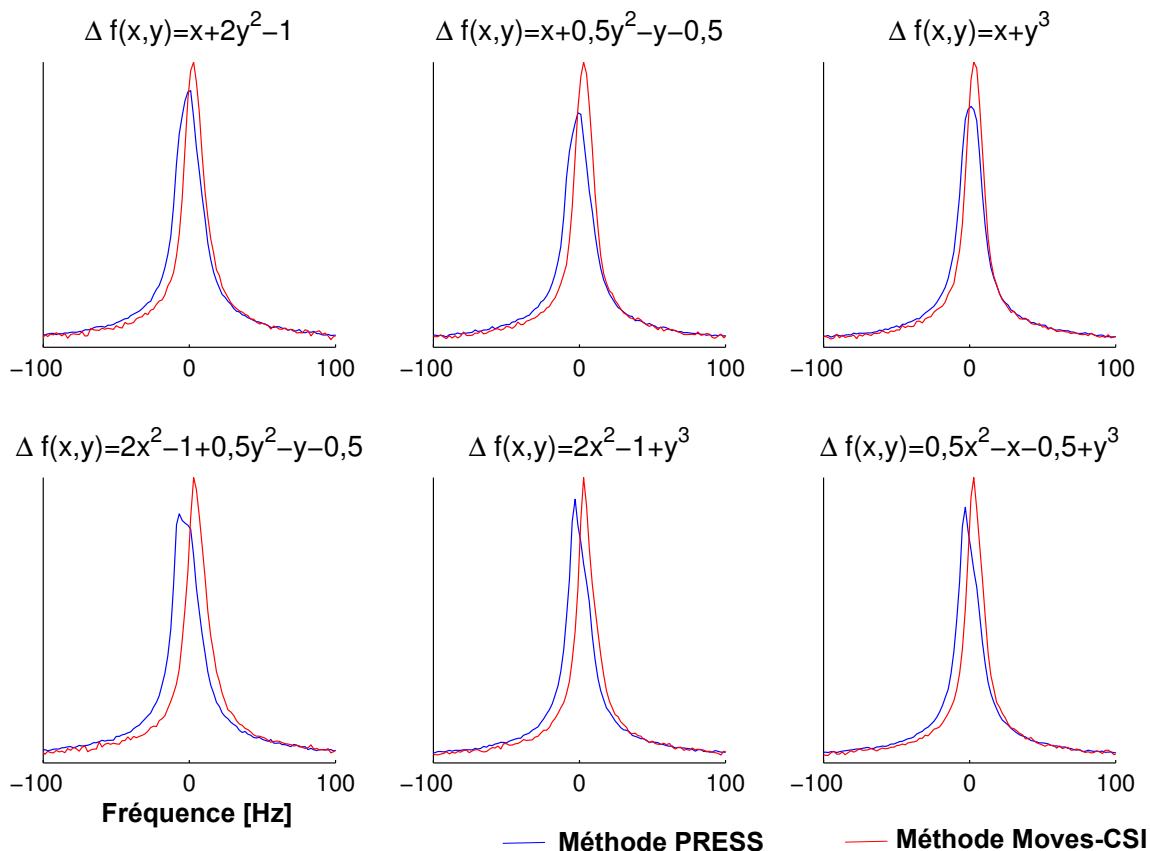 Δ f(x,y)=x+2y²−1
Δ f(x,y)=x+0,5y²−y−0,5
Δ f(x,y)=x+y³
−100 0 100
−100 0 100
−100 0 100
Δ f(x,y)=2x²−1+0,5y²−y−0,5
Δ f(x,y)=2x²−1+y³
Δ f(x,y)=0,5x²−x−0,5+y³
−100 0 100
−100 0 100
−100 0 100
Fréquence [Hz]
Méthode PRESS
Méthode Moves-CSI